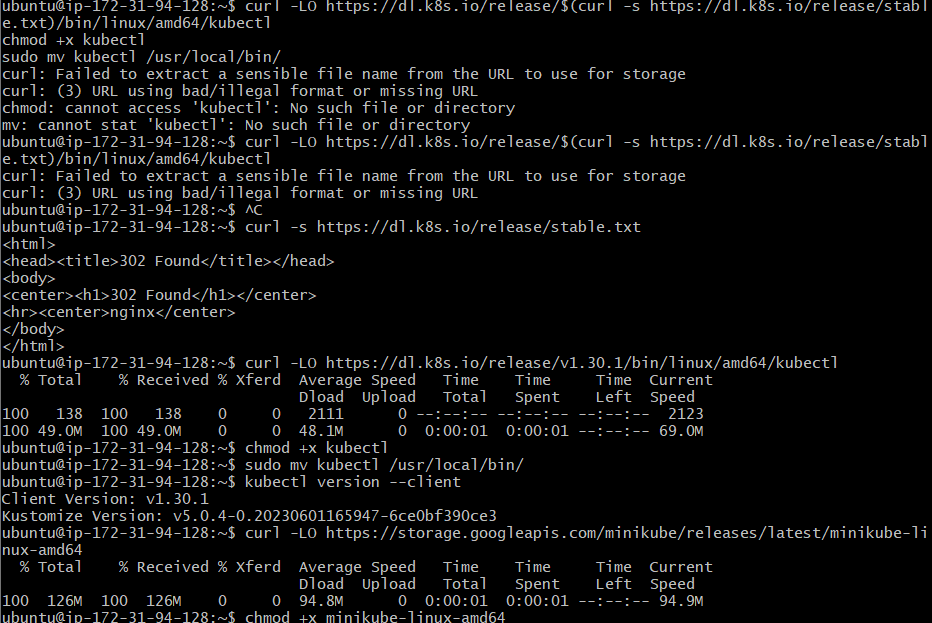 ubuntu@ip-172-31-94-128:~$ curl -LO https://dl.k8s.io/release/$(curl -s https://dl.k8s.io/release/stabl
e.txt)/bin/linux/amd64/kubectl
chmod +x kubectl
sudo mv kubectl /usr/local/bin/
curl: Failed to extract a sensible file name from the URL to use for storage
curl: (3) URL using bad/illegal format or missing URL
chmod: cannot access 'kubectl': No such file or directory
mv: cannot stat 'kubectl': No such file or directory
ubuntu@ip-172-31-94-128:~$ curl -LO https://dl.k8s.io/release/$(curl -s https://dl.k8s.io/release/stabl
e.txt)/bin/linux/amd64/kubectl
curl: Failed to extract a sensible file name from the URL to use for storage
curl: (3) URL using bad/illegal format or missing URL
ubuntu@ip-172-31-94-128:~$ ^C
ubuntu@ip-172-31-94-128:~$ curl -s https://dl.k8s.io/release/stable.txt
<html>
<head><title>302 Found</title></head>
<body>
<center><h1>302 Found</h1></center>
<hr><center>nginx</center>
</body>
</html>
ubuntu@ip-172-31-94-128:~$ curl -LO https://dl.k8s.io/release/v1.30.1/bin/linux/amd64/kubectl
  % Total    % Received % Xferd  Average Speed   Time    Time     Time  Current
                                 Dload  Upload   Total   Spent    Left  Speed
100   138  100   138    0     0   2111      0 --:--:-- --:--:-- --:--:--  2123
100 49.0M  100 49.0M    0     0  48.1M      0  0:00:01  0:00:01 --:--:-- 69.0M
ubuntu@ip-172-31-94-128:~$ chmod +x kubectl
ubuntu@ip-172-31-94-128:~$ sudo mv kubectl /usr/local/bin/
ubuntu@ip-172-31-94-128:~$ kubectl version --client
Client Version: v1.30.1
Kustomize Version: v5.0.4-0.20230601165947-6ce0bf390ce3
ubuntu@ip-172-31-94-128:~$ curl -LO https://storage.googleapis.com/minikube/releases/latest/minikube-li
nux-amd64
  % Total    % Received % Xferd  Average Speed   Time    Time     Time  Current
                                 Dload  Upload   Total   Spent    Left  Speed
100  126M  100  126M    0     0  94.8M      0  0:00:01  0:00:01 --:--:-- 94.9M
ubuntu@ip-172-31-94-128:~$ chmod +x minikube-linux-amd64